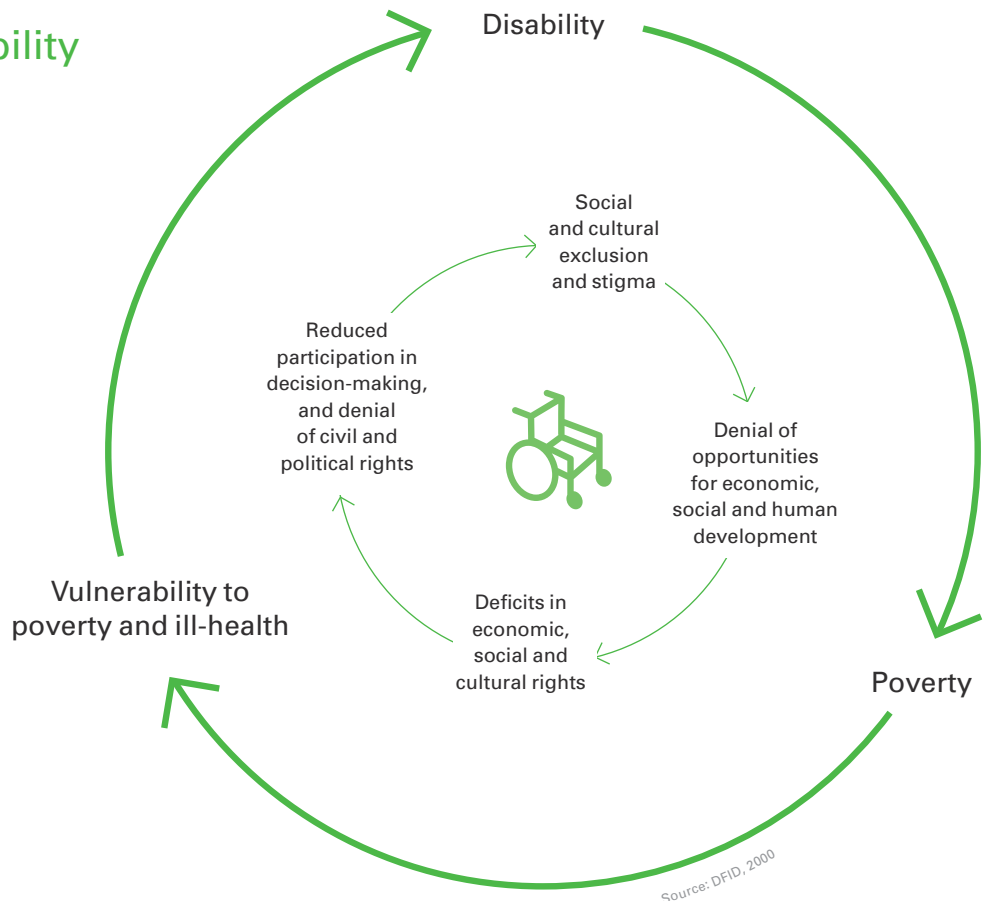 bility
Disability
Social
and cultural
exclusion
and stigma
Denial of
opportunities
for economic,
social and human
development
Poverty
Deficits in
economic,
social and
cultural rights
Vulnerability to
poverty and ill-health
Reduced
participation in
decision-making,
and denial
of civil and
political rights
Source: DFID, 2000